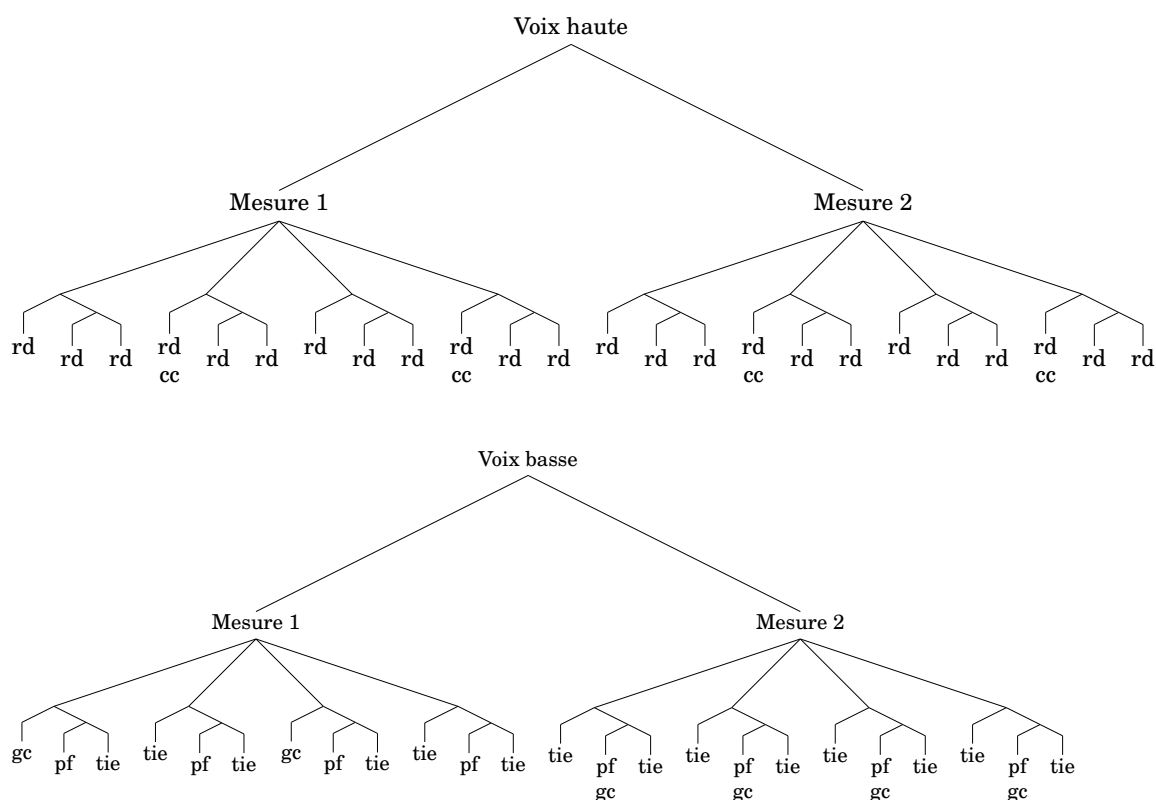 Voix haute
Mesure 1 Mesure 2
rd rd rd rd rd rd rd rd rd rd rd rd rd rd rd rd rd rd rd rd rd rd rd rd
cc cc cc cc
Voix basse
Mesure 1 Mesure 2
gc pf tie tie pf tie gc pf tie tie pf tie tie pf tie tie pf tie tie pf tie tie pf tie
gc gc gc gc